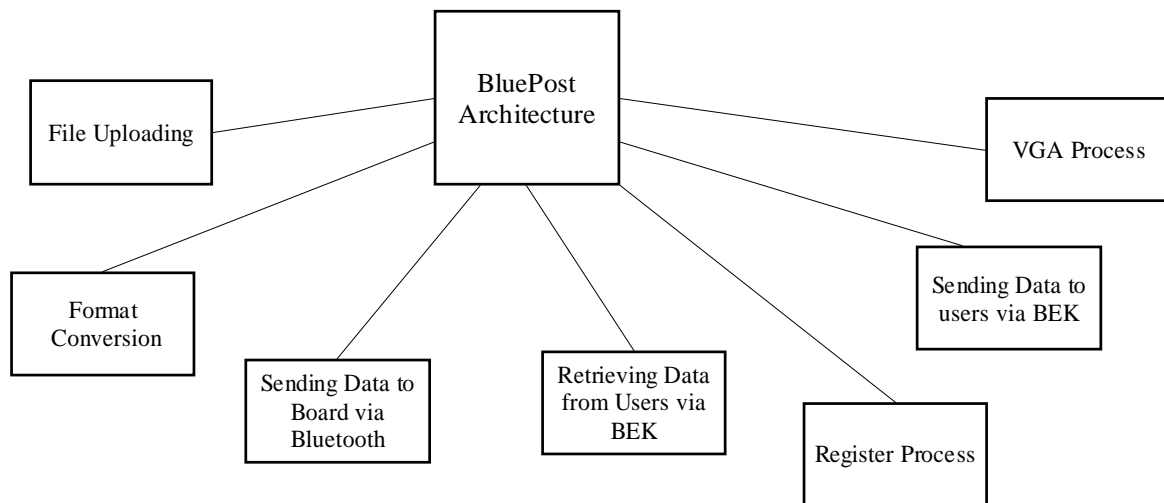 BluePost
Architecture
File Uploading
VGA Process
Format
Conversion
Sending Data to
users via BEK
Sending Data to
Board via
Bluetooth
Retrieving Data
from Users via
BEK
Register Process